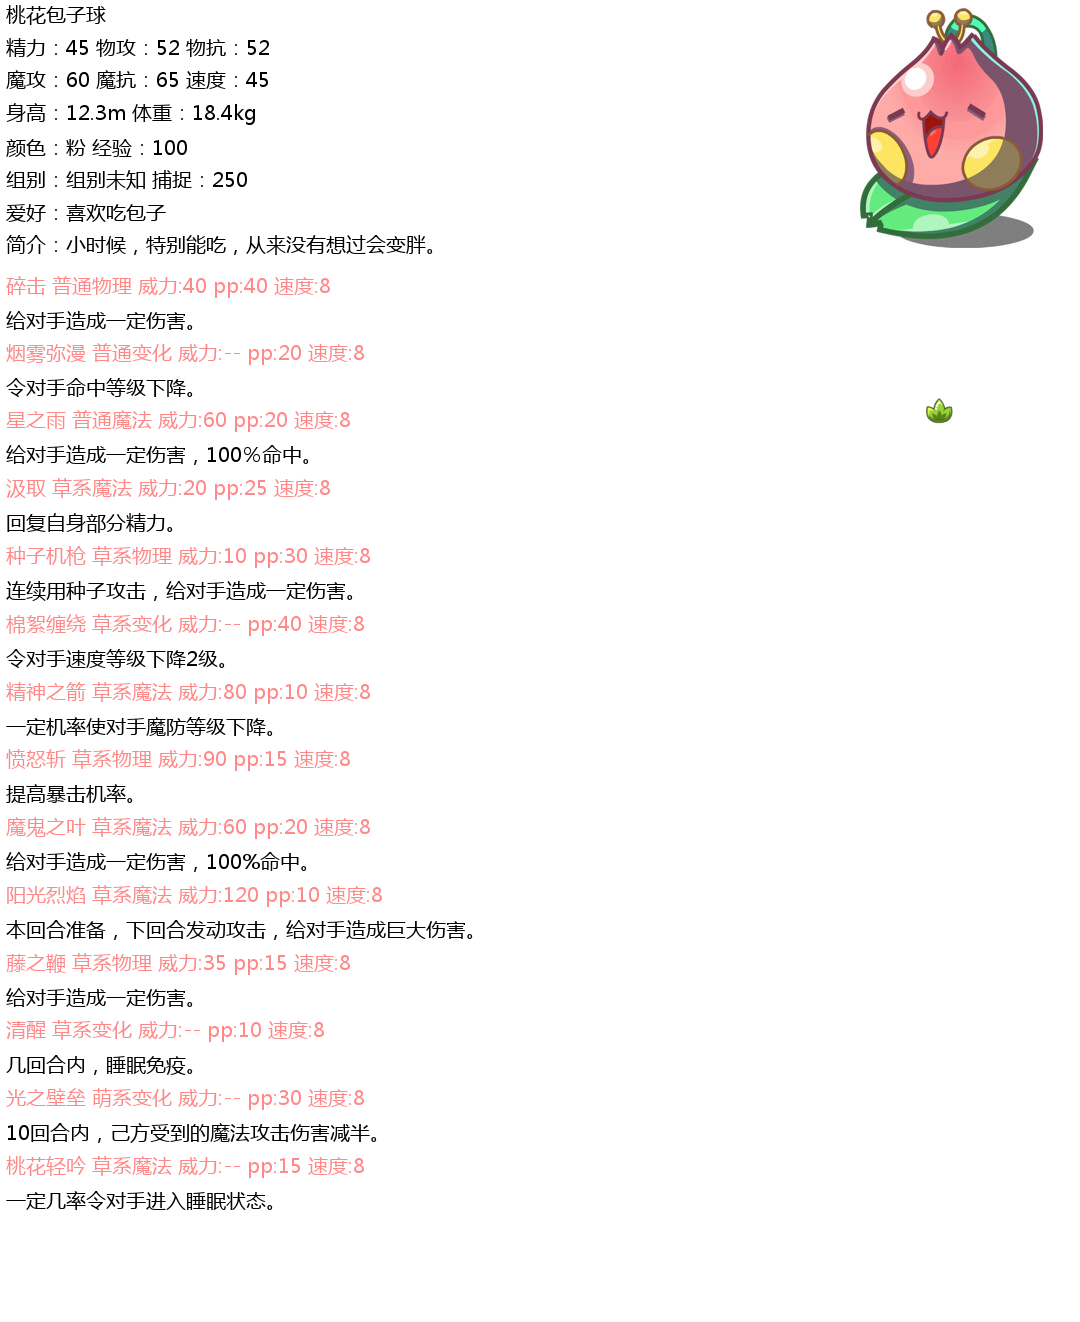 桃花包子球
精力：45 物攻：52 物抗：52
魔攻：60 魔抗：65 速度：45
身高：12.3m 体重：18.4kg
颜色：粉 经验：100
组别：组别未知 捕捉：250
爱好：喜欢吃包子
简介：小时候，特别能吃，从来没有想过会变胖。
碎击 普通物理 威力:40 pp:40 速度:8
给对手造成一定伤害。
烟雾弥漫 普通变化 威力:-- pp:20 速度:8
令对手命中等级下降。
星之雨 普通魔法 威力:60 pp:20 速度:8
给对手造成一定伤害，100％命中。
汲取 草系魔法 威力:20 pp:25 速度:8
回复自身部分精力。
种子机枪 草系物理 威力:10 pp:30 速度:8
连续用种子攻击，给对手造成一定伤害。
棉絮缠绕 草系变化 威力:-- pp:40 速度:8
令对手速度等级下降2级。
精神之箭 草系魔法 威力:80 pp:10 速度:8
一定机率使对手魔防等级下降。
愤怒斩 草系物理 威力:90 pp:15 速度:8
提高暴击机率。
魔鬼之叶 草系魔法 威力:60 pp:20 速度:8
给对手造成一定伤害，100%命中。
阳光烈焰 草系魔法 威力:120 pp:10 速度:8
本回合准备，下回合发动攻击，给对手造成巨大伤害。
藤之鞭 草系物理 威力:35 pp:15 速度:8
给对手造成一定伤害。
清醒 草系变化 威力:-- pp:10 速度:8
几回合内，睡眠免疫。
光之壁垒 萌系变化 威力:-- pp:30 速度:8
10回合内，己方受到的魔法攻击伤害减半。
桃花轻吟 草系魔法 威力:-- pp:15 速度:8
一定几率令对手进入睡眠状态。